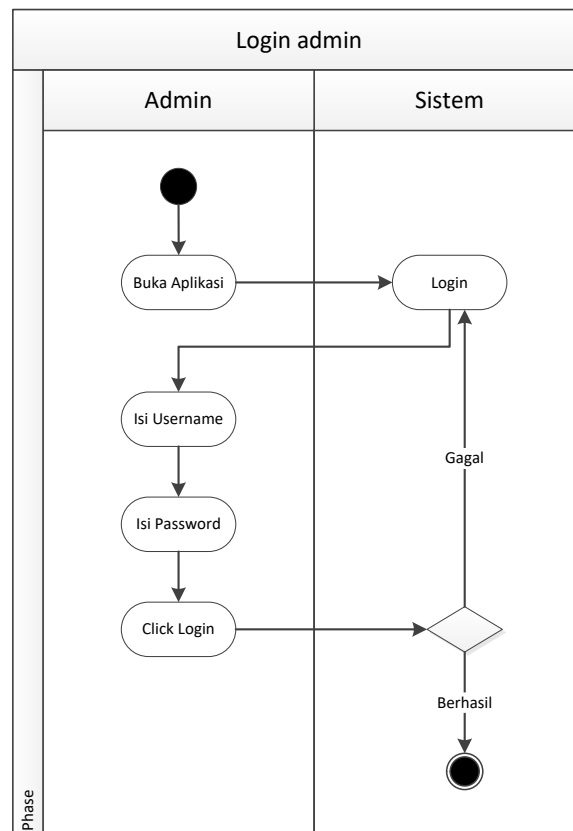 Login admin
Admin
Sistem
Buka Aplikasi
Login
Isi Username
Gagal
Isi Password
Click Login
Berhasil
Phase